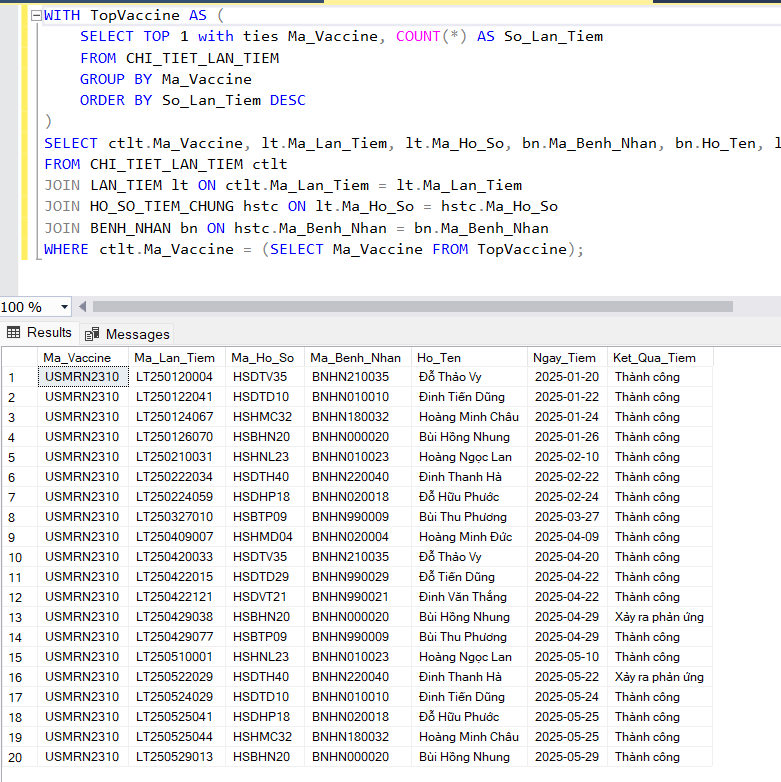 WITH TopVaccine AS (
SELECT TOP 1 with ties Ma_Vaccine, COUNT(*) AS So_Lan_Tiem
FROM CHI_TIET_LAN_TIEM
GROUP BY Ma_Vaccine
ORDER BY So_Lan_Tiem DESC
)
SELECT ctlt.Ma_Vaccine, lt.Ma_Lan_Tiem, lt.Ma_Ho_So, bn.Ma_Benh_Nhan, bn.Ho_Ten, l
FROM CHI_TIET_LAN_TIEM ctlt
JOIN LAN_TIEM lt ON ctlt.Ma_Lan_Tiem = lt.Ma_Lan_Tiem
JOIN HO_SO_TIEM_CHUNG hstc ON lt.Ma_Ho_So = hstc.Ma_Ho_So
JOIN BENH_NHAN bn ON hstc.Ma_Benh_Nhan = bn.Ma_Benh_Nhan
WHERE ctlt.Ma_Vaccine = (SELECT Ma_Vaccine FROM TopVaccine);
100 %
Results Messages
Ma_Vaccine Ma_Lan_Tiem Ma_Ho_So Ma_Benh_Nhan Ho_Ten Ngay_Tiem Ket_Qua_Tiem
1 USMRN2310 LT250120004 HSDTV35 BNHN210035 Đỗ Thảo Vy 2025-01-20 Thành công
2 USMRN2310 LT250122041 HSDTD10 BNHN010010 Đinh Tiến Dũng 2025-01-22 Thành công
3 USMRN2310 LT250124067 HSHMC32 BNHN180032 Hoàng Minh Châu 2025-01-24 Thành công
4 USMRN2310 LT250126070 HSBHN20 BNHN000020 Bùi Hồng Nhung 2025-01-26 Thành công
5 USMRN2310 LT250210031 HSHNL23 BNHN010023 Hoàng Ngọc Lan 2025-02-10 Thành công
6 USMRN2310 LT250222034 HSDTH40 BNHN220040 Đinh Thanh Hà 2025-02-22 Thành công
7 USMRN2310 LT250224059 HSDHP18 BNHN020018 Đỗ Hữu Phước 2025-02-24 Thành công
8 USMRN2310 LT250327010 HSBTP09 BNHN990009 Bùi Thu Phương 2025-03-27 Thành công
9 USMRN2310 LT250409007 HSHMD04 BNHN020004 Hoàng Minh Đức 2025-04-09 Thành công
10 USMRN2310 LT250420033 HSDTV35 BNHN210035 Đỗ Thảo Vy 2025-04-20 Thành công
11 USMRN2310 LT250422015 HSDTD29 BNHN990029 Đỗ Tiến Dũng 2025-04-22 Thành công
12 USMRN2310 LT250422121 HSDVT21 BNHN990021 Đinh Văn Thắng 2025-04-22 Thành công
13 USMRN2310 LT250429038 HSBHN20 BNHN000020 Bùi Hồng Nhung 2025-04-29 Xảy ra phản ứng
14 USMRN2310 LT250429077 HSBTP09 BNHN990009 Bùi Thu Phương 2025-04-29 Thành công
15 USMRN2310 LT250510001 HSHNL23 BNHN010023 Hoàng Ngọc Lan 2025-05-10 Thành công
16 USMRN2310 LT250522029 HSDTH40 BNHN220040 Đinh Thanh Hà 2025-05-22 Xảy ra phản ứng
17 USMRN2310 LT250524029 HSDTD10 BNHN010010 Đinh Tiến Dũng 2025-05-24 Thành công
18 USMRN2310 LT250525041 HSDHP18 BNHN020018 Đỗ Hữu Phước 2025-05-25 Thành công
19 USMRN2310 LT250525044 HSHMC32 BNHN180032 Hoàng Minh Châu 2025-05-25 Thành công
20 USMRN2310 LT250529013 HSBHN20 BNHN000020 Bùi Hồng Nhung 2025-05-29 Thành công